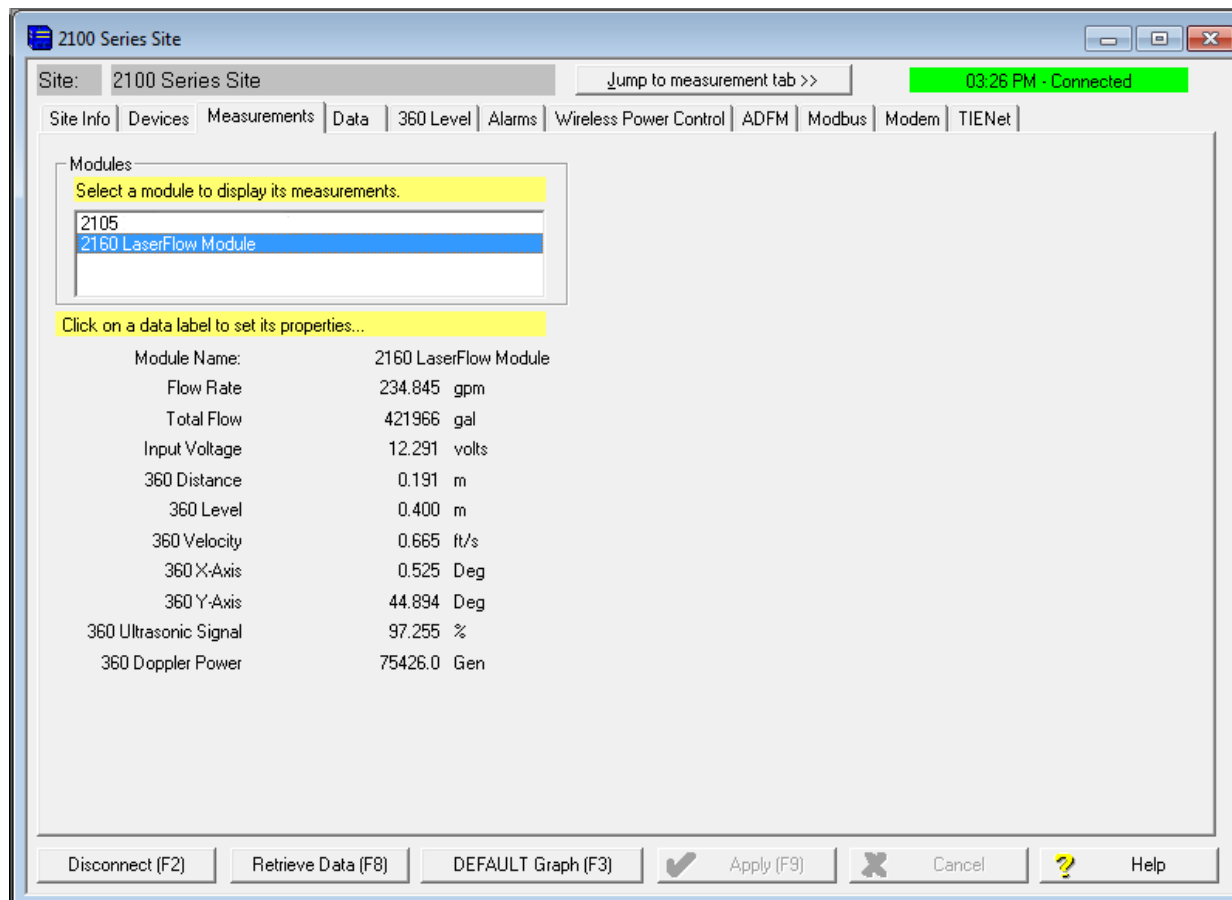 2100 Series Site
Site: 2100 Series Site Jump to measurement tab >> 03:26 PM - Connected
Site Info Devices Measurements Data 360 Level Alarms Wireless Power Control ADFM Modbus Modem TIENet
Modules
Select a module to display its measurements.
2105
2160 LaserFlow Module
Click on a data label to set its properties...
Module Name: 2160 LaserFlow Module
Flow Rate 234.845 gpm
Total Flow 421966 gal
Input Voltage 12.291 volts
360 Distance 0.191 m
360 Level 0.400 m
360 Velocity 0.665 ft/s
360 X-Axis 0.525 Deg
360 Y-Axis 44.894 Deg
360 Ultrasonic Signal 97.255 %
360 Doppler Power 75426.0 Gen
Disconnect (F2) Retrieve Data (F8) DEFAULT Graph (F3) Apply (F9) Cancel ? Help